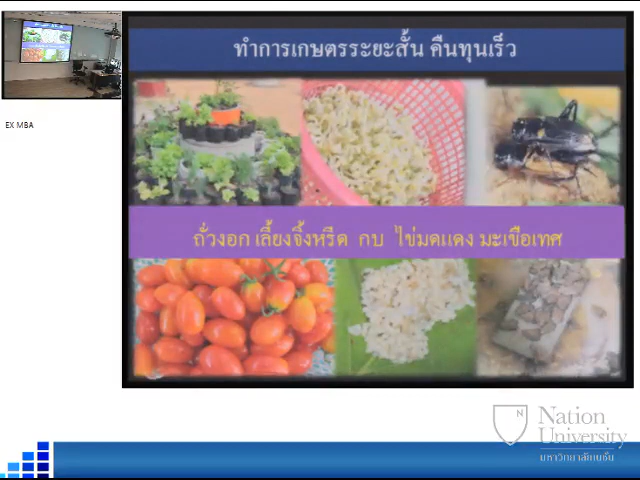 ทำการเกษตรระยะสั้น คืนทุนเร็ว
EX MBA
ถั่วงอก เลี้ยงจิ้งหรีด กบ ไข่มดแดง มะเขือเทศ
N
Nation
University
มหาวิทยาลัยเนชั่น